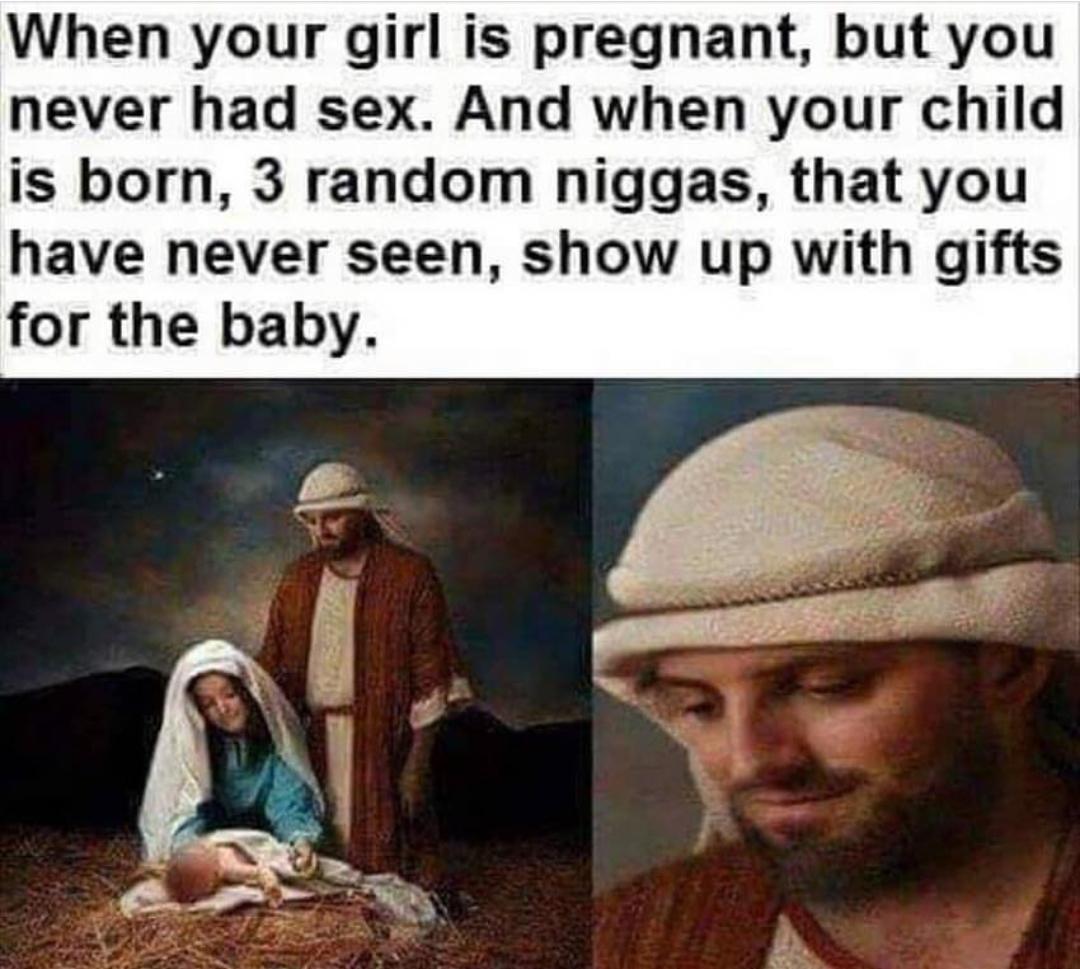 When your girl is pregnant, but you
never had sex. And when your child
is born, 3 random niggas, that you
have never seen, show up with gifts
for the baby.